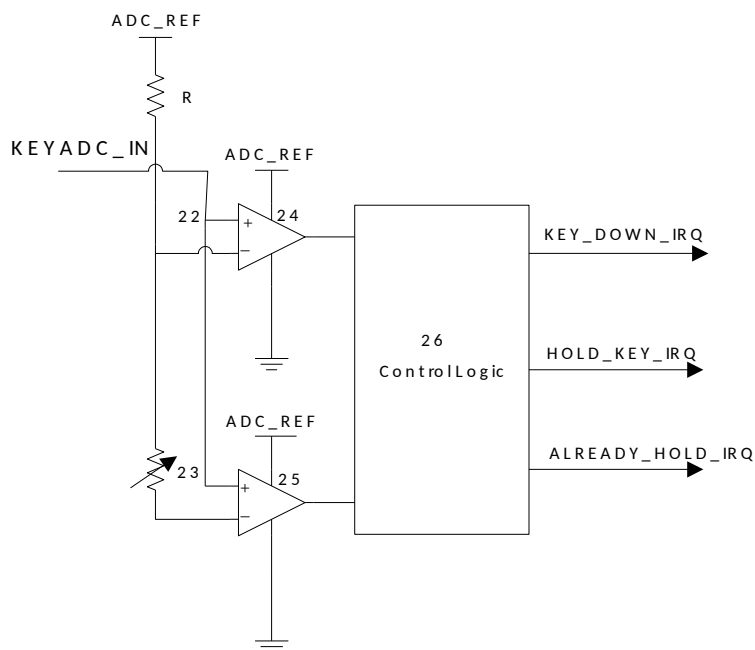 ADC_REF
R
KEYADC_IN
ADC_REF
22
24
+
−
KEY_DOWN_IRQ
26
HOLD_KEY_IRQ
ControlLogic
ADC_REF
ALREADY_HOLD_IRQ
23
25
+
−